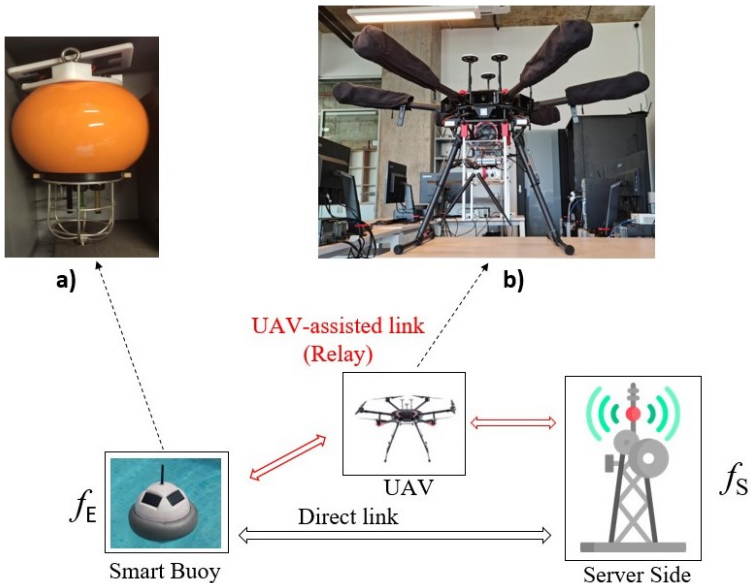 a)
b)
UAV-assisted link
(Relay)
UAV
fE
Direct link
fS
Smart Buoy
Server Side